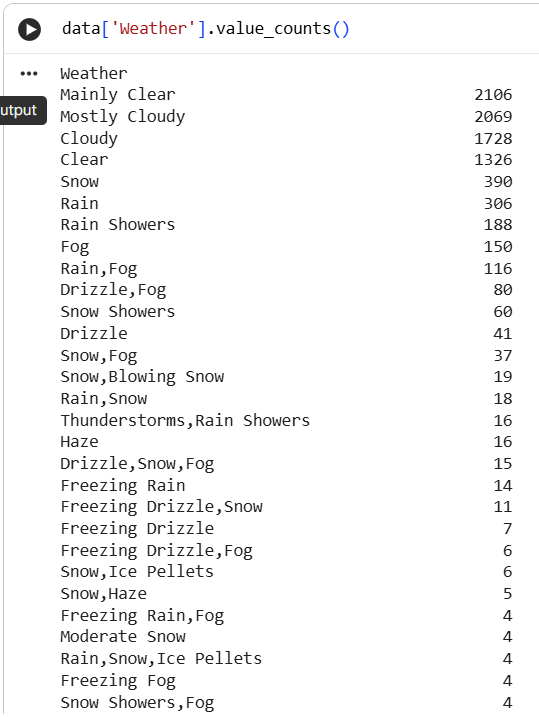 data['Weather'].value_counts()
Weather
utput
Mainly Clear 2106
Mostly Cloudy 2069
Cloudy 1728
Clear 1326
Snow 390
Rain 306
Rain Showers 188
Fog 150
Rain,Fog 116
Drizzle,Fog 80
Snow Showers 60
Drizzle 41
Snow,Fog 37
Snow,Blowing Snow 19
Rain,Snow 18
Thunderstorms,Rain Showers 16
Haze 16
Drizzle,Snow,Fog 15
Freezing Rain 14
Freezing Drizzle,Snow 11
Freezing Drizzle 7
Freezing Drizzle,Fog 6
Snow,Ice Pellets 6
Snow,Haze 5
Freezing Rain,Fog 4
Moderate Snow 4
Rain,Snow,Ice Pellets 4
Freezing Fog 4
Snow Showers,Fog 4